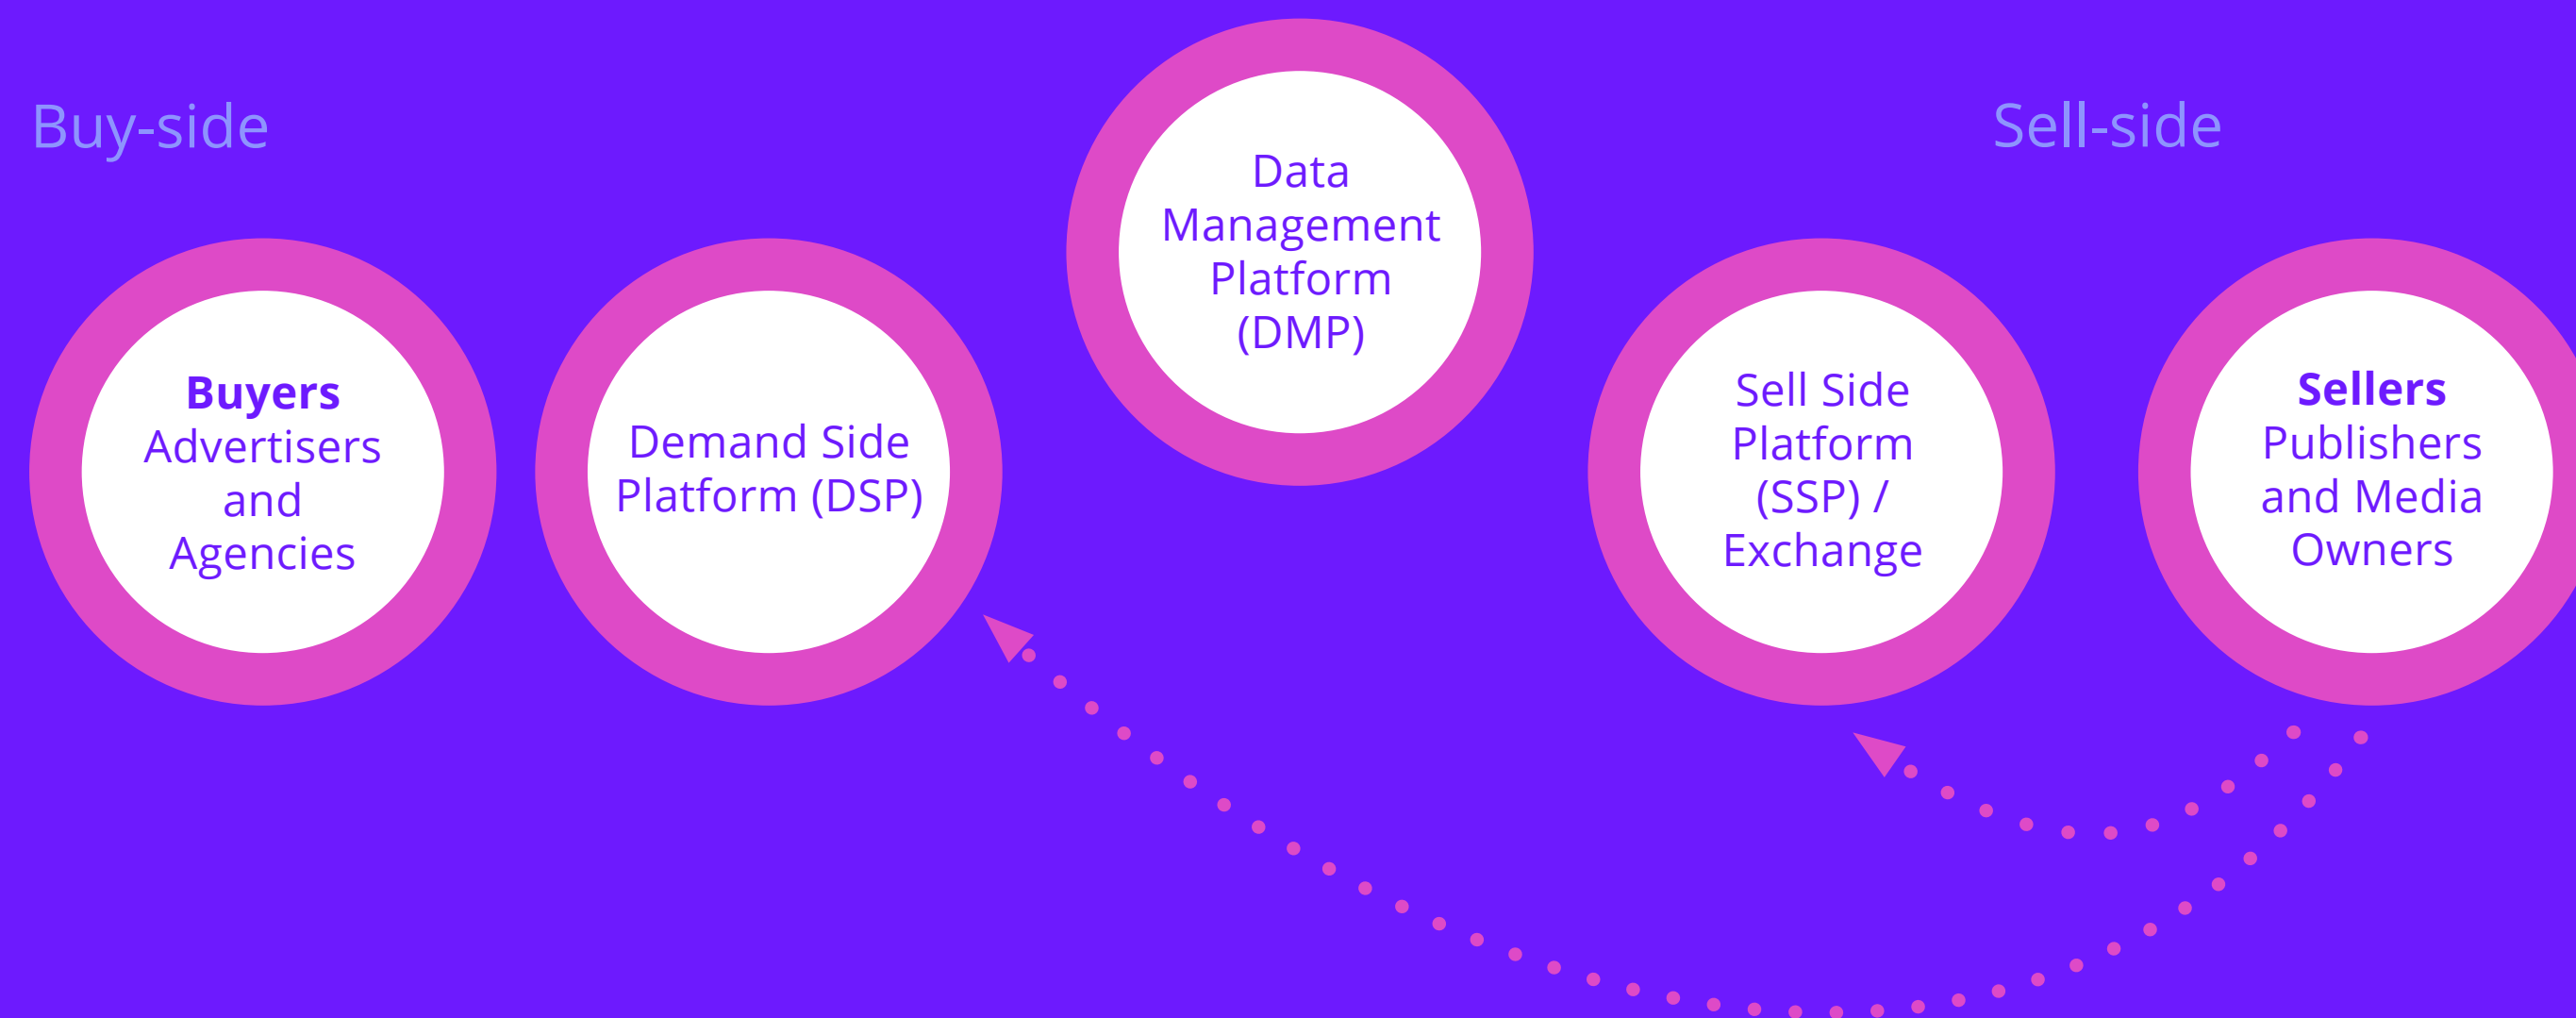 Buy-side
Sell-side
Buyers
Advertisers
and
Agencies
Demand Side
Platform (DSP)
Data
Management
Platform
(DMP)
Sell Side
Platform
(SSP) /
Exchange
Sellers
Publishers
and Media
Owners